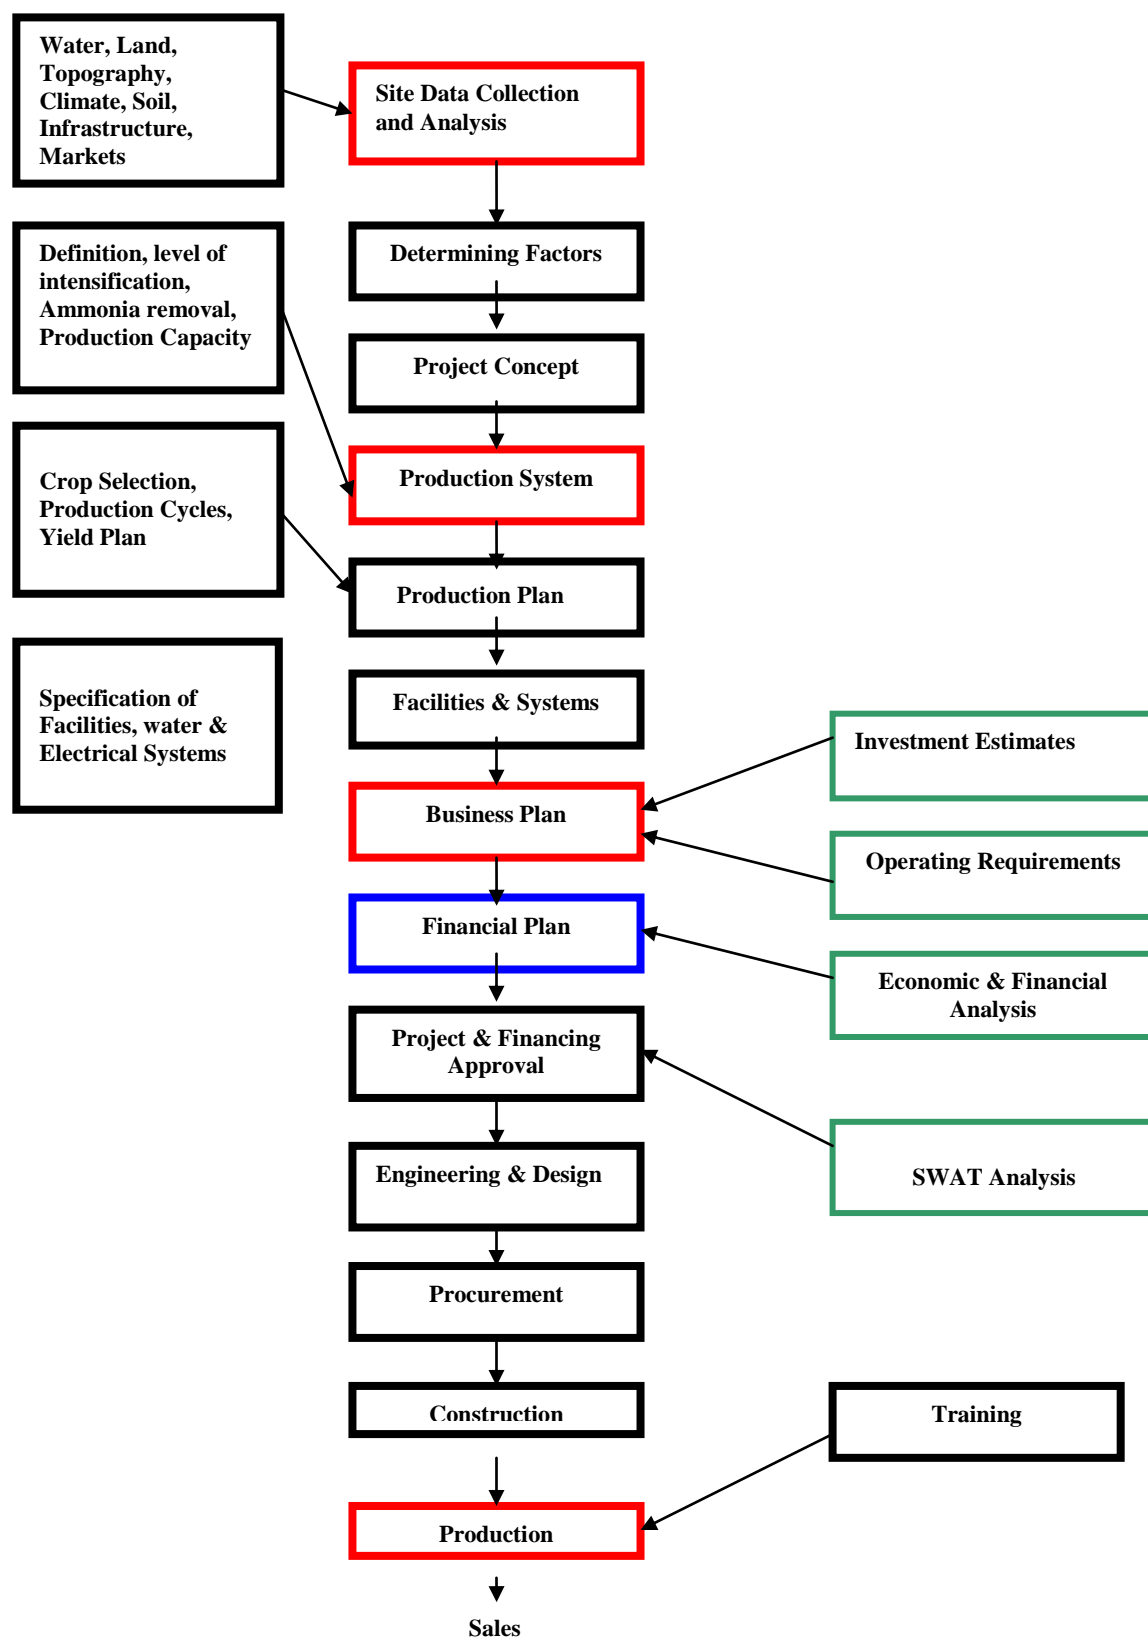 Water, Land,
Topography,
Climate, Soil,
Infrastructure,
Markets
Site Data Collection
and Analysis
Definition, level of
intensification,
Ammonia removal,
Production Capacity
Determining Factors
Project Concept
Production System
Crop Selection,
Production Cycles,
Yield Plan
Production Plan
Specification of
Facilities, water &
Electrical Systems
Facilities & Systems
Investment Estimates
Business Plan
Operating Requirements
Financial Plan
Economic & Financial
Analysis
Project & Financing
Approval
Engineering & Design
SWAT Analysis
Procurement
Construction
Training
Production
Sales